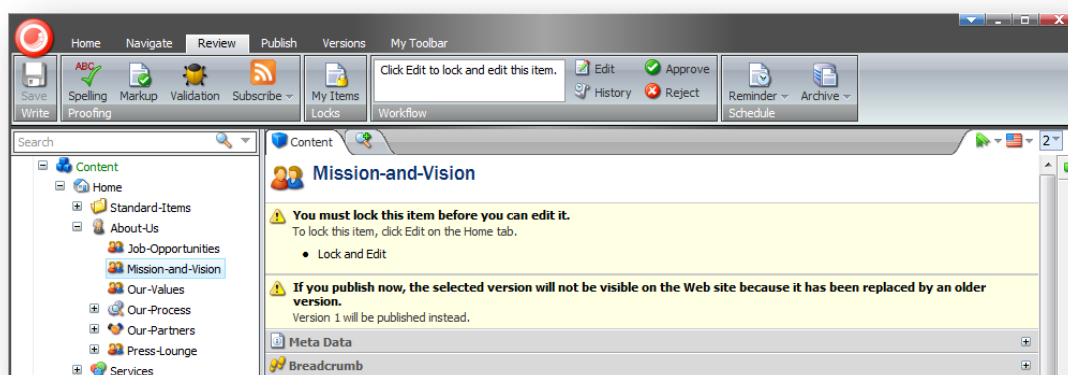 Home Navigate Review Publish Versions My Toolbar
ABC
Click Edit to lock and edit this item. Edit Approve
Save Spelling Markup Validation Subscribe My Items History Reject Reminder Archive
Write Proofing Locks Workflow Schedule
Search Content 2
Content
Home Mission-and-Vision
Standard-Items
About-Us You must lock this item before you can edit it.
To lock this item, click Edit on the Home tab.
Job-Opportunities • Lock and Edit
Mission-and-Vision
Our-Values If you publish now, the selected version will not be visible on the Web site because it has been replaced by an older
version.
Our-Process Version 1 will be published instead.
Our-Partners
Press-Lounge Meta Data
Services Breadcrumb